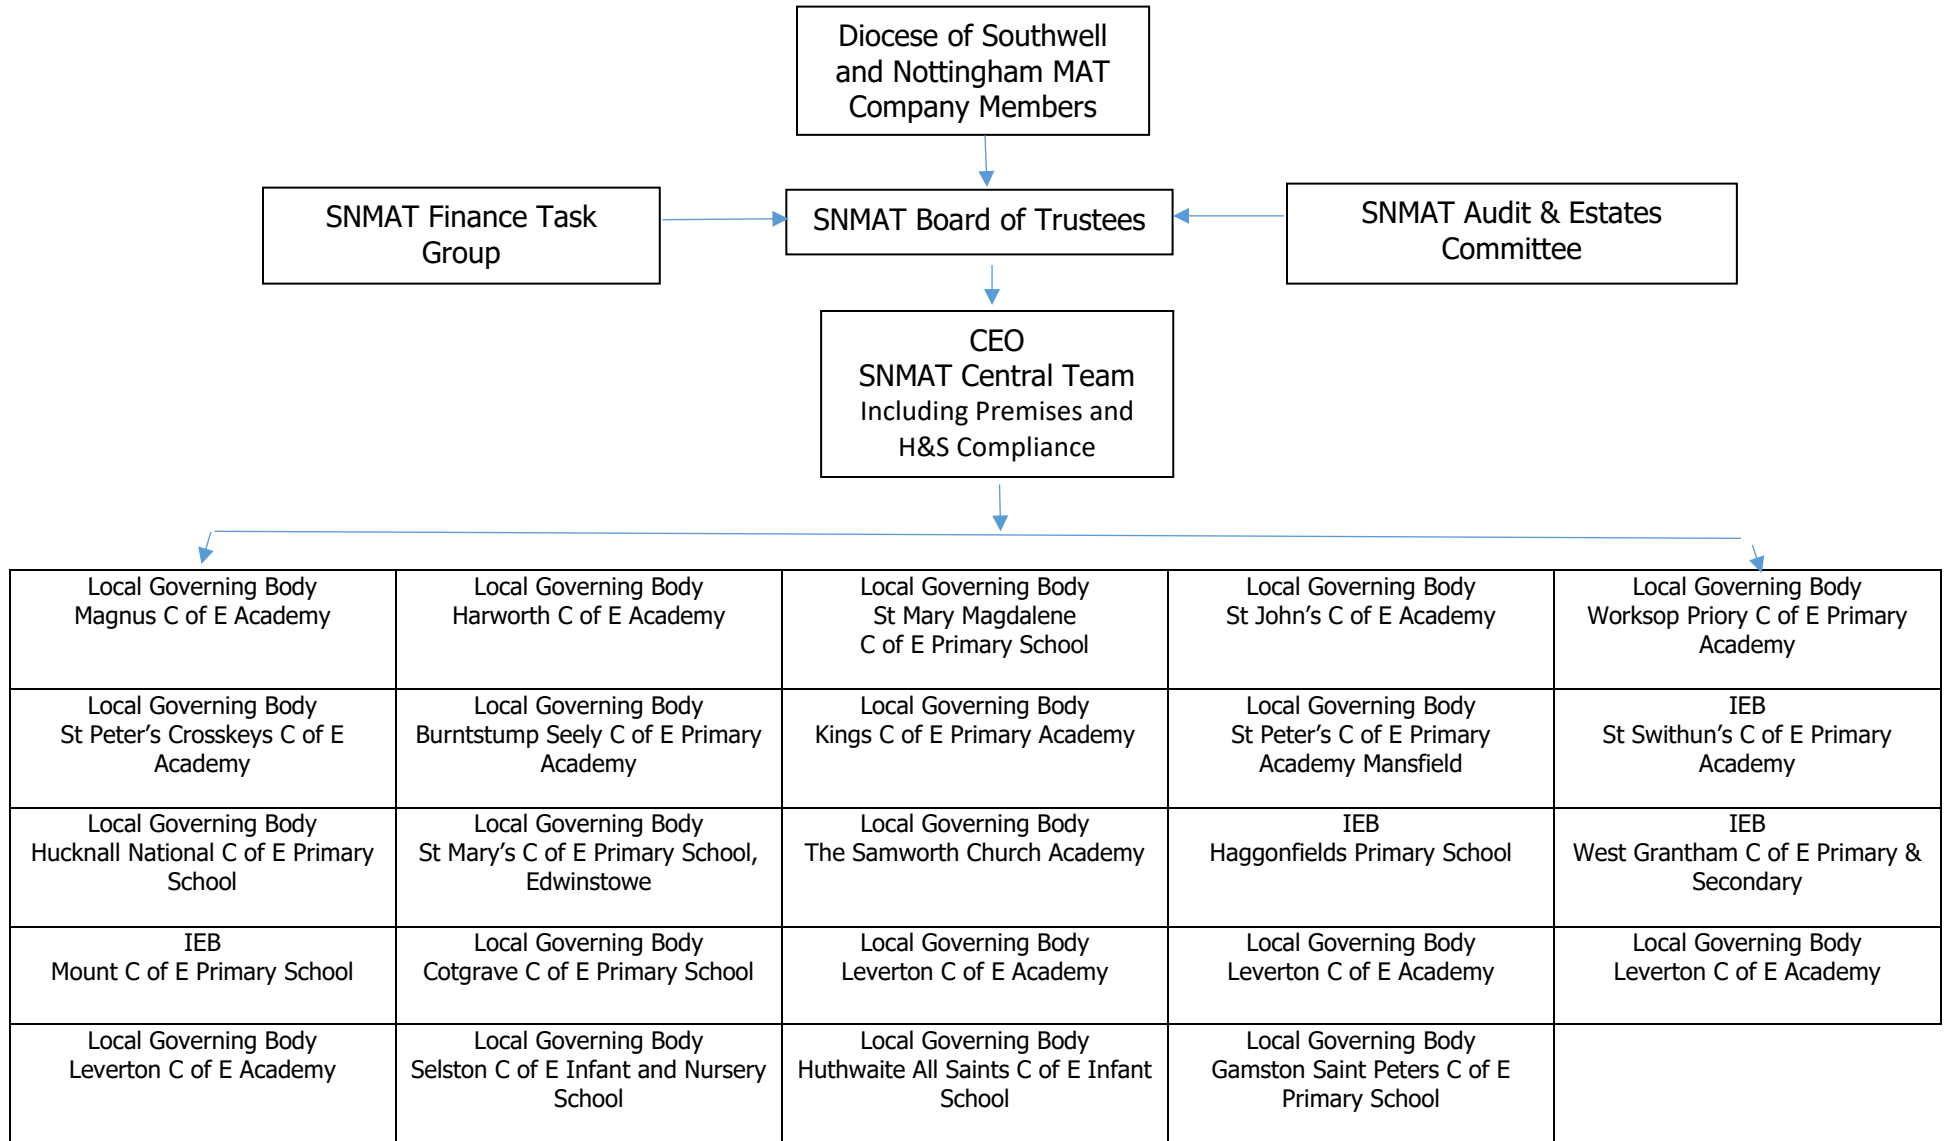 Diocese of Southwell
and Nottingham MAT
Company Members
SNMAT Finance Task
Group
SNMAT Board of Trustees
SNMAT Audit & Estates
Committee
CEO
SNMAT Central Team
Including Premises and
H&S Compliance
Local Governing Body
Magnus C of E Academy
Local Governing Body
Harworth C of E Academy
Local Governing Body
St Mary Magdalene
C of E Primary School
Local Governing Body
St John’s C of E Academy
Local Governing Body
Worksop Priory C of E Primary
Academy
Local Governing Body
St Peter’s Crosskeys C of E
Academy
Local Governing Body
Burntstump Seely C of E Primary
Academy
Local Governing Body
Kings C of E Primary Academy
Local Governing Body
St Peter’s C of E Primary
Academy Mansfield
IEB
St Swithun’s C of E Primary
Academy
Local Governing Body
Hucknall National C of E Primary
School
Local Governing Body
St Mary’s C of E Primary School,
Edwinstowe
Local Governing Body
The Samworth Church Academy
IEB
Haggonfields Primary School
IEB
West Grantham C of E Primary &
Secondary
IEB
Mount C of E Primary School
Local Governing Body
Cotgrave C of E Primary School
Local Governing Body
Leverton C of E Academy
Local Governing Body
Leverton C of E Academy
Local Governing Body
Leverton C of E Academy
Local Governing Body
Leverton C of E Academy
Local Governing Body
Selston C of E Infant and Nursery
School
Local Governing Body
Huthwaite All Saints C of E Infant
School
Local Governing Body
Gamston Saint Peters C of E
Primary School